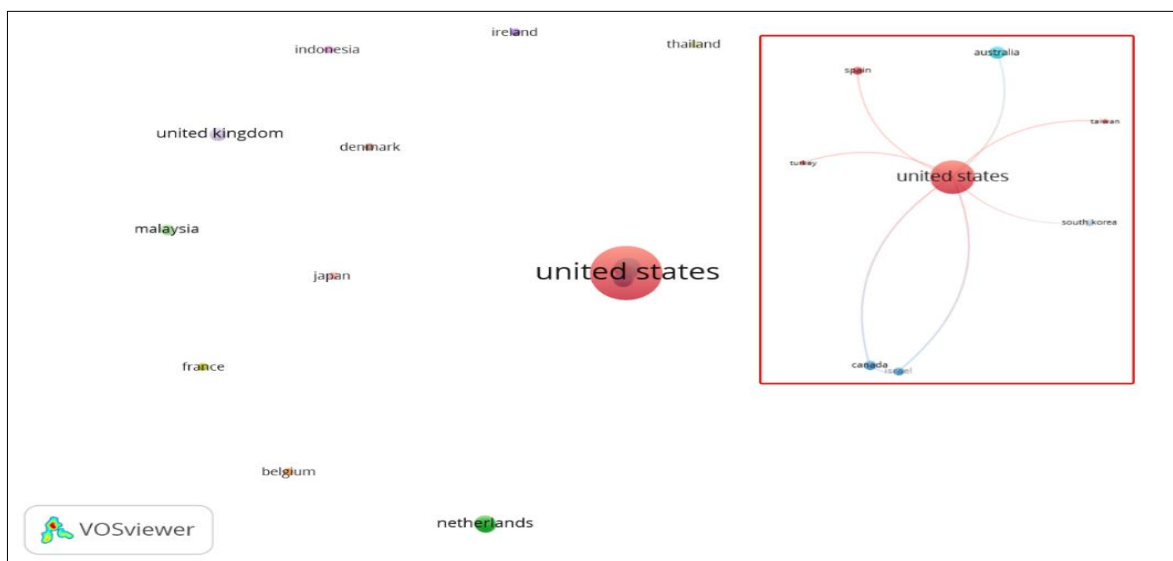 ireland
indonesia
thailand
united kingdom
denmark
malaysia
japan
united states
france
belgium
netherlands
VOSviewer
australia
spain
taiwan
turkey
united states
south korea
canada
israel